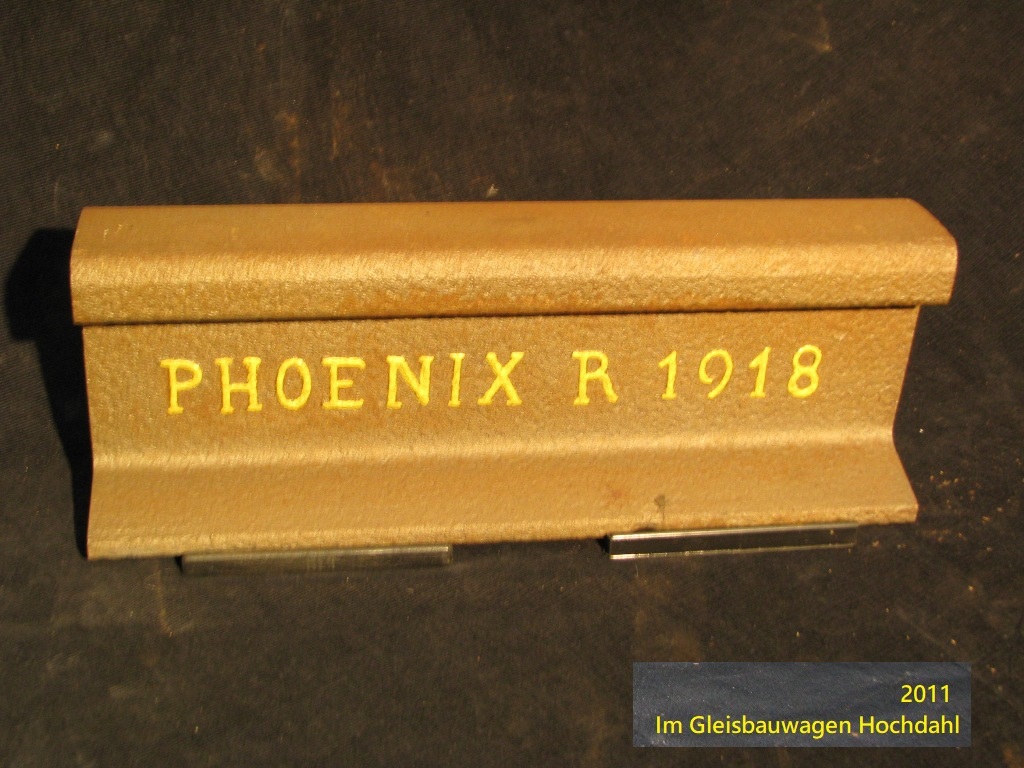 PHOENIX R 1918
2011
Im Gleisbauwagen Hochdahl